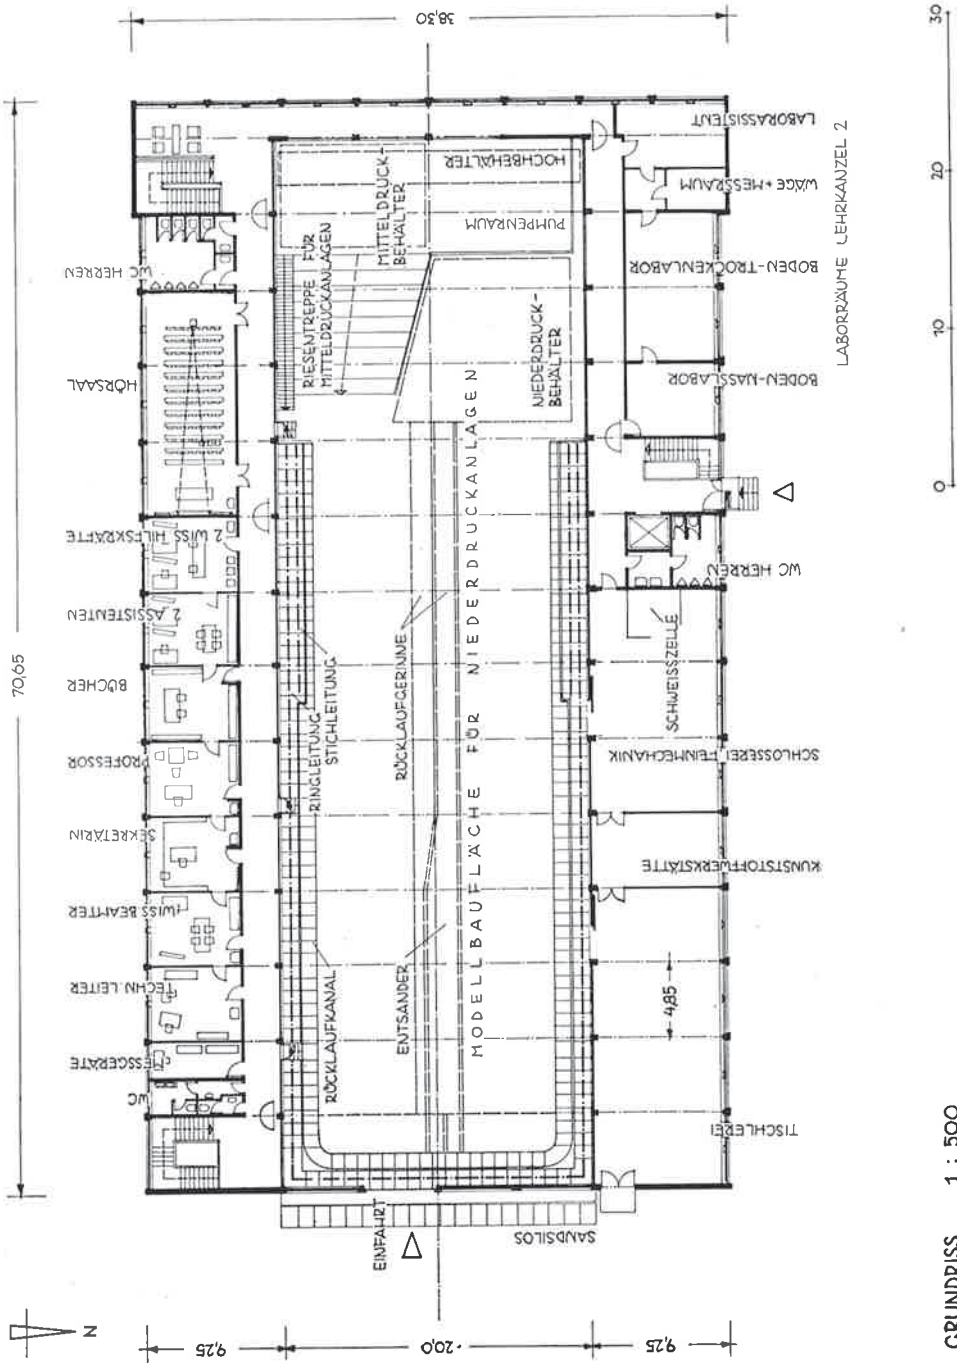 38,30
70,65
LABORASSISTENT
WÄGE + MESSRAUM
BODEN-TROCKENLABOR
BODEN-NASSLABOR
LABORRÄUME LEHRKANZEL 2
HOCHBEHÄLTER
PUMPENRAUM
MITTELDRUCK-
BEHÄLTER
RIESENTREPPE FÜR
MITTELDRUCKANLAGEN
NIEDERDRUCK-
BEHÄLTER
WC HERREN
HÖRSAAL
2 WISS HILFSKRÄFTE
2 ASSISTENTEN
BÜCHER
PROFESSOR
SEKRETÄRIN
WISS BEAMTER
TECHN. LEITER
MESSGERÄTE
WC
RINGLEITUNG
STICHLEITUNG
RÜCKLAUFGERINNE
MODELLBAUFLÄCHE FÜR NIEDERDRUCKANLAGEN
RÜCKLAUFKANAL
ENTSANDER
WC HERREN
SCHWEISSZELLE
SCHLOSSEREI FEINMECHANIK
KUNSTSTOFFWERKSTÄTTE
4,85
TISCHLEREI
EINFAHRT
SANDSILOS
N
9,25
20,0
9,25
GRUNDRISS 1 : 500
0 10 20 30